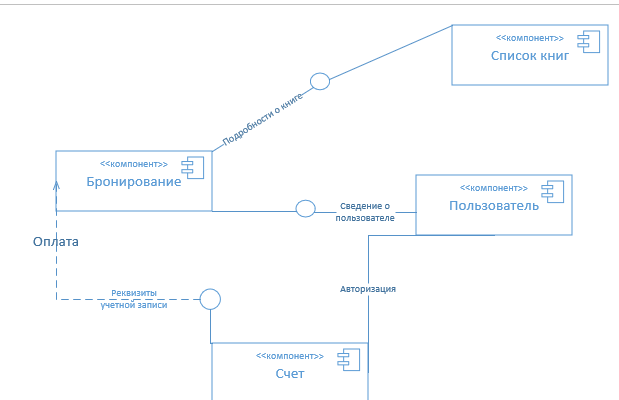 <<компонент>>
Список книг
Подробности о книге
<<компонент>>
Бронирование
<<компонент>>
Пользователь
Сведение о
пользователе
Оплата
Реквизиты
учетной записи
Авторизация
<<компонент>>
Счет